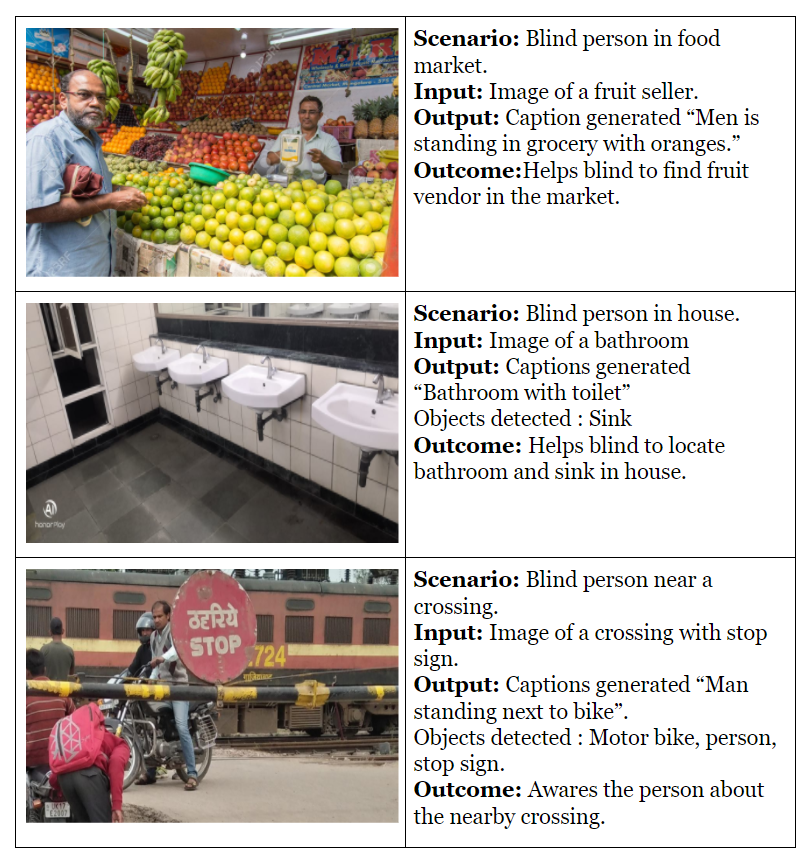 Scenario: Blind person in food
market.
Input: Image of a fruit seller.
Output: Caption generated “Men is
standing in grocery with oranges.”
Outcome:Helps blind to find fruit
vendor in the market.
Scenario: Blind person in house.
Input: Image of a bathroom
Output: Captions generated
“Bathroom with toilet”
Objects detected : Sink
Outcome: Helps blind to locate
bathroom and sink in house.
AI
honor Play
ठहरिये
STOP
724
Scenario: Blind person near a
crossing.
Input: Image of a crossing with stop
sign.
Output: Captions generated “Man
standing next to bike”.
Objects detected : Motor bike, person,
stop sign.
Outcome: Awares the person about
the nearby crossing.